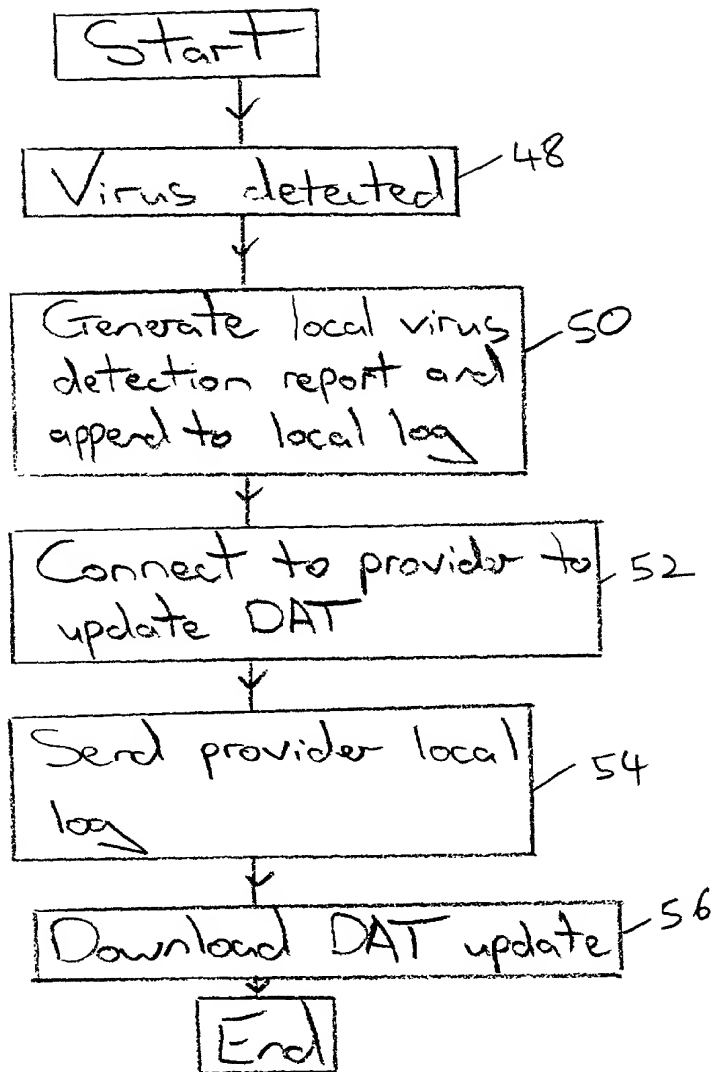 Start
Virus detected 48
Generate local virus 50
detection report and
append to local log
Connect to provider to 52
update DAT
Send provider local 54
log
Download DAT update 56
End